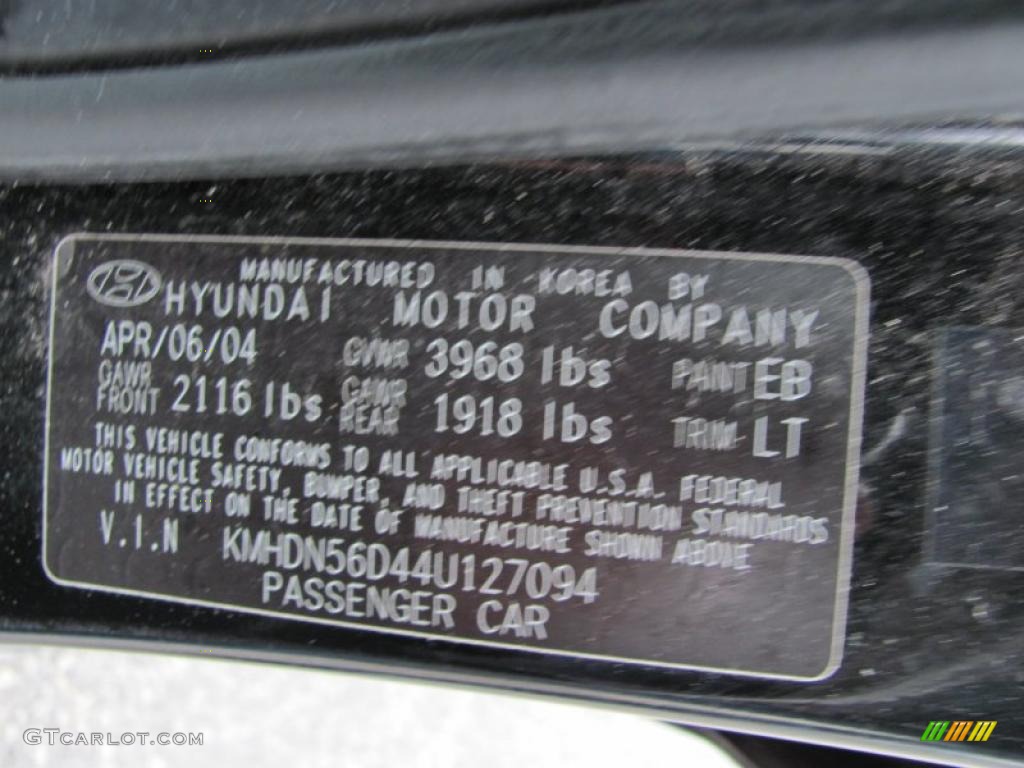 MANUFACTURED IN KOREA BY
HYUNDAI MOTOR COMPANY
APR/06/04 GVWR 3968 lbs PANT EB
GAWR FRONT 2116 lbs GAWR REAR 1918 lbs TRIM LT
THIS VEHICLE CONFORMS TO ALL APPLICABLE U.S.A. FEDERAL
MOTOR VEHICLE SAFETY, BUMPER, AND THEFT PREVENTION STANDARDS
IN EFFECT ON THE DATE OF MANUFACTURE SHOWN ABOVE
V.I.N KMHDN56D44U127094
PASSENGER CAR
GTCARLOT.COM